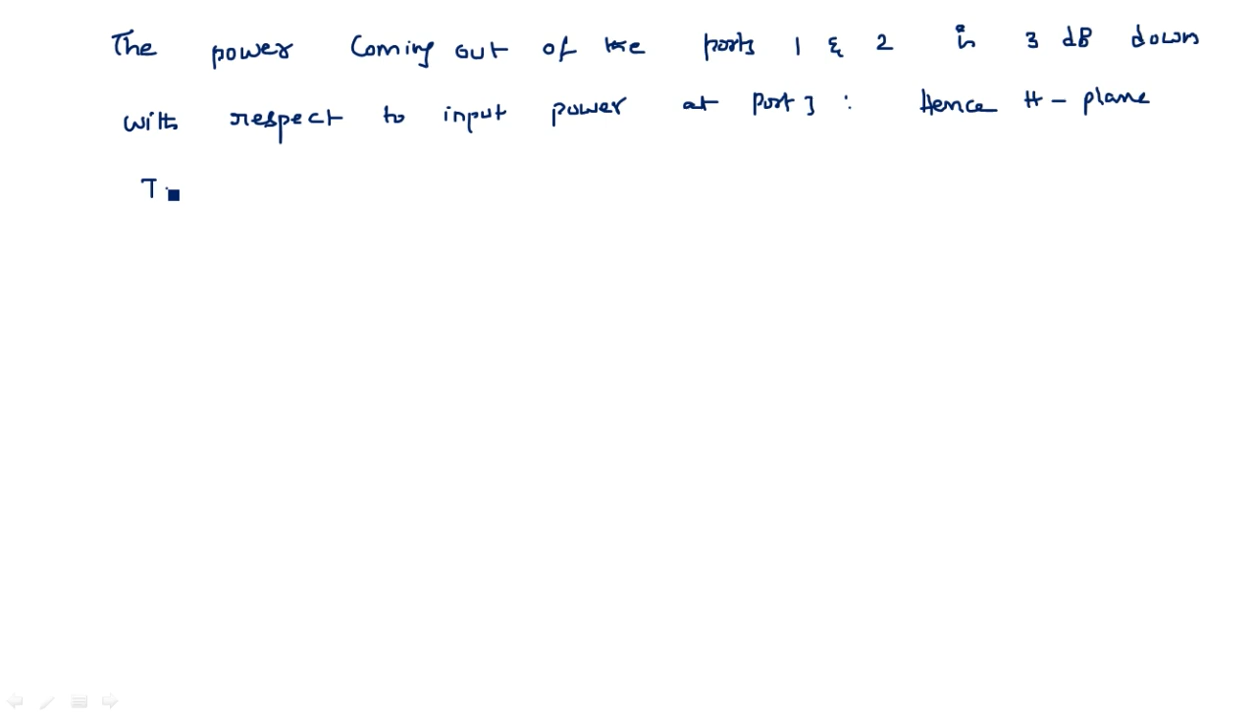 The power Coming out of the ports 1 & 2 is 3 dB down
with respect to input power at port 3 : Hence H - plane
T